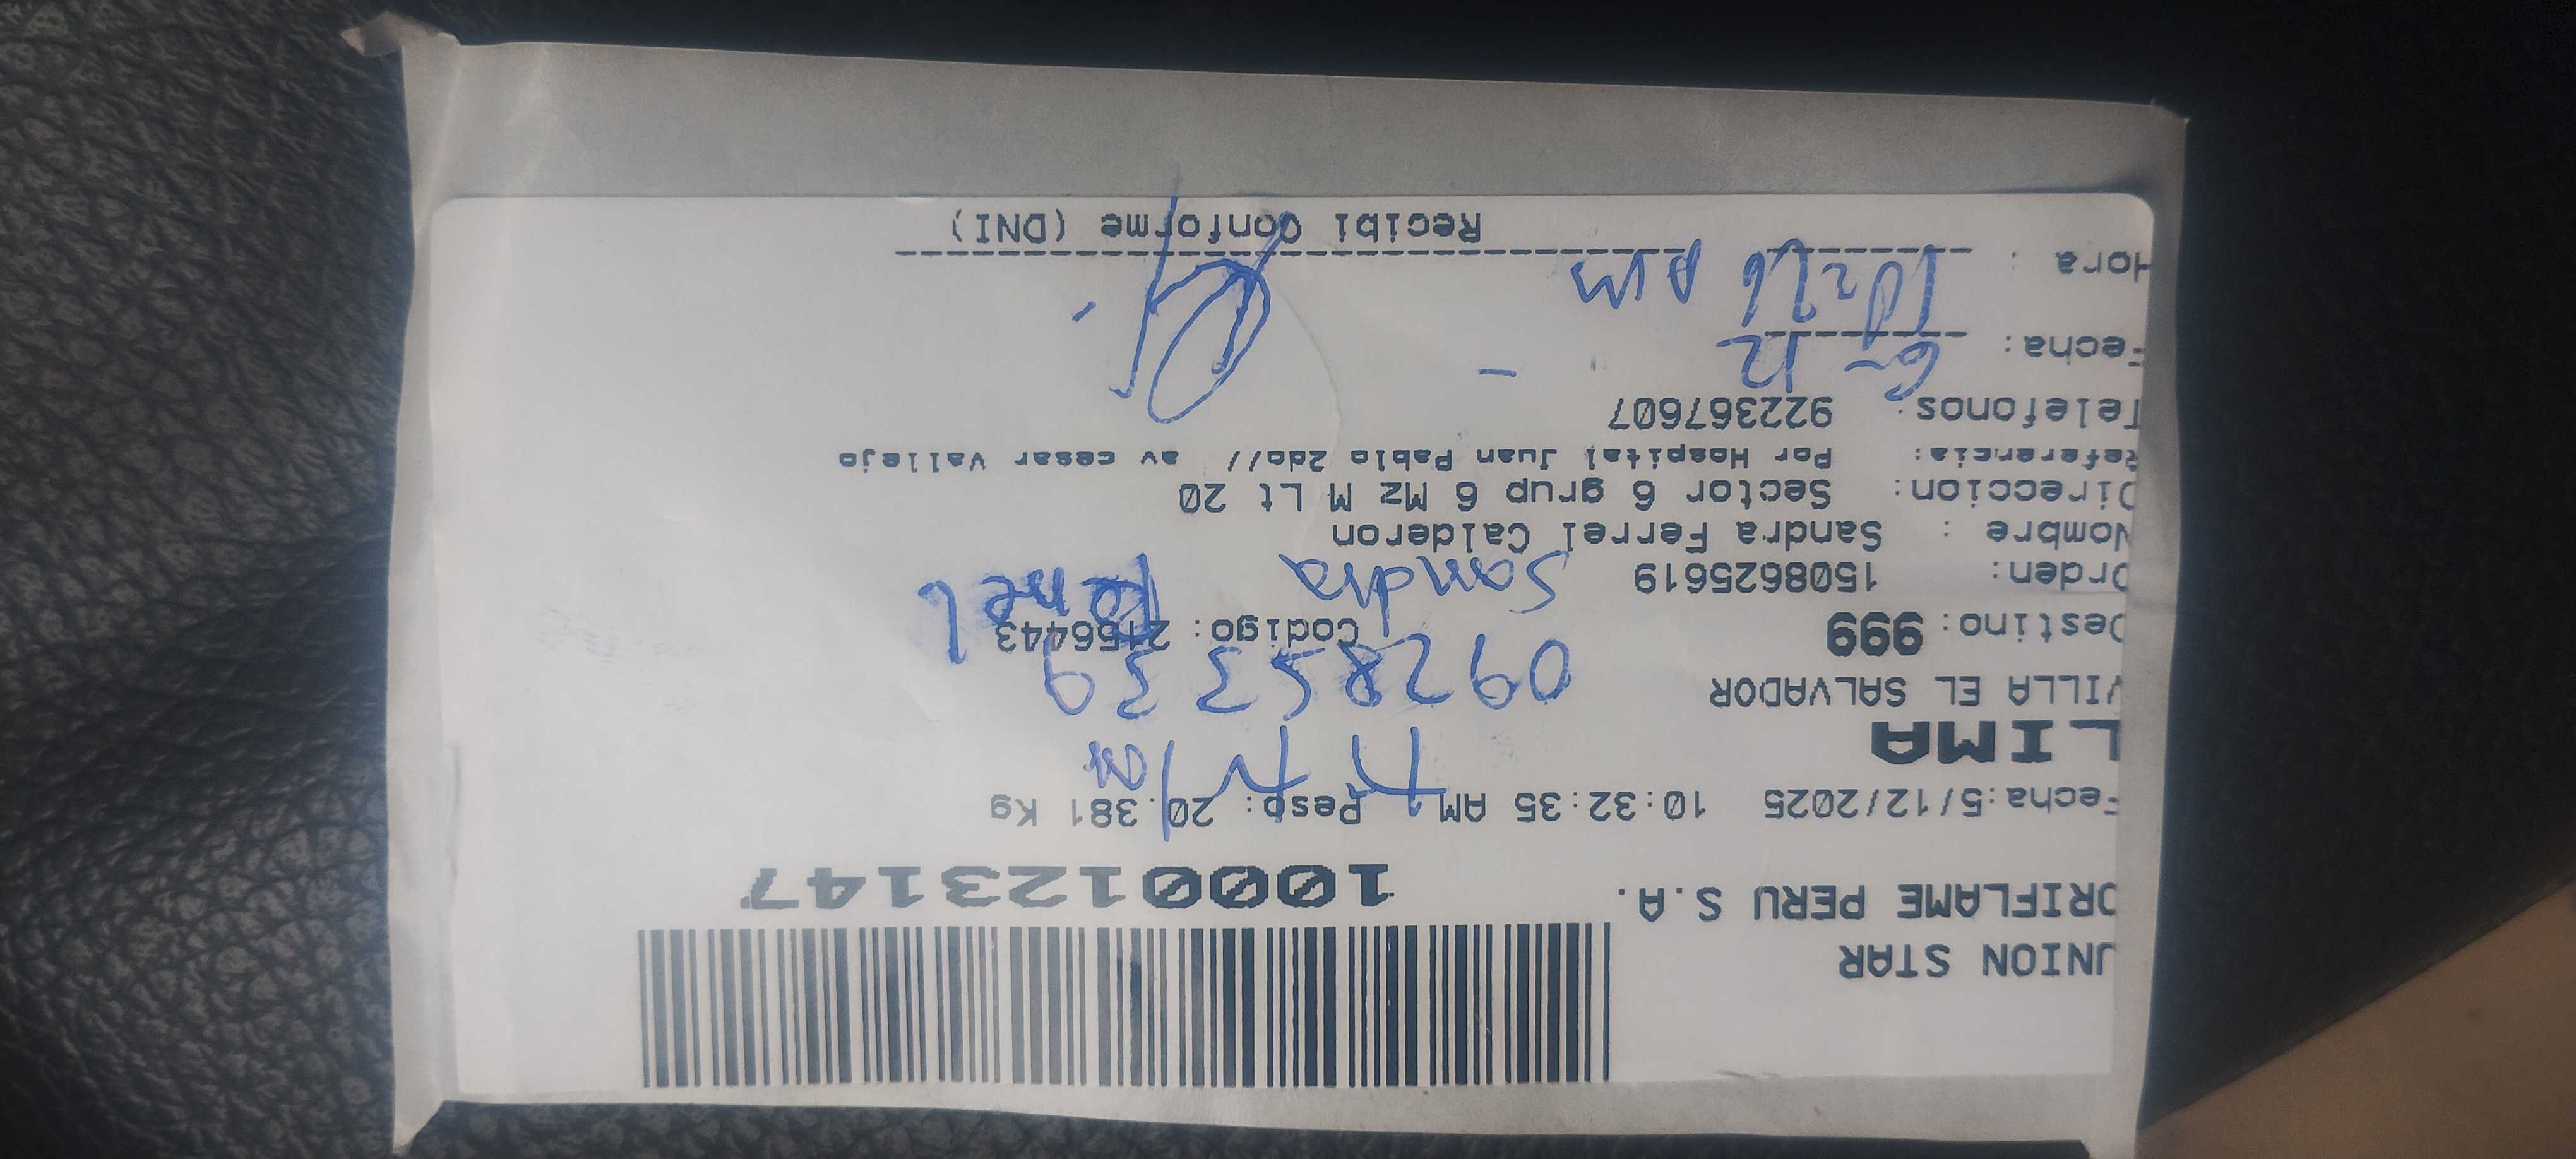 UNION STAR
ORIFLAME PERU S.A.
1000123147
Fecha:5/12/2025 10:32:35 AM Peso: 20.381 Kg
LIMA
VILLA EL SALVADOR
09285339
Destino: 999 Codigo: 2156443
Sandra Ferrel
Orden: 1508625619
Nombre : Sandra Ferrel Calderon
Direccion: Sector 6 grup 6 Mz M Lt 20
Referencia: Por Hospital Juan Pablo 2do// av cesar Vallejo
Telefonos: 922367607
Fecha: 6-12
Hora : 10:26 AM
Recibi Conforme (DNI)